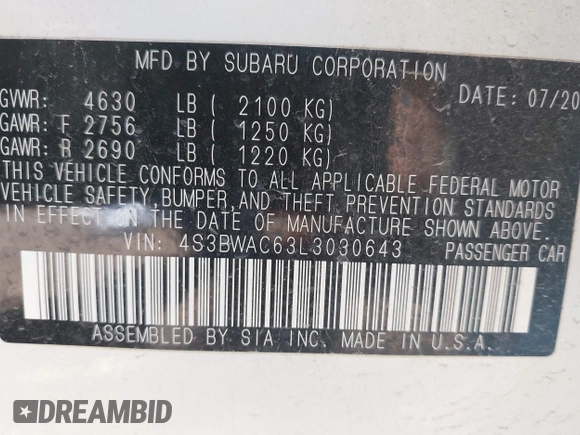 MFD BY SUBARU CORPORATION
DATE: 07/20
GVWR: 4630 LB ( 2100 KG)
GAWR: F 2756 LB ( 1250 KG)
GAWR: R 2690 LB ( 1220 KG)
THIS VEHICLE CONFORMS TO ALL APPLICABLE FEDERAL MOTOR
VEHICLE SAFETY, BUMPER, AND THEFT PREVENTION STANDARDS
IN EFFECT ON THE DATE OF MANUFACTURE SHOWN ABOVE.
VIN: 4S3BWAC63L3030643 PASSENGER CAR
ASSEMBLED BY SIA INC. MADE IN U.S.A.
DREAMBID